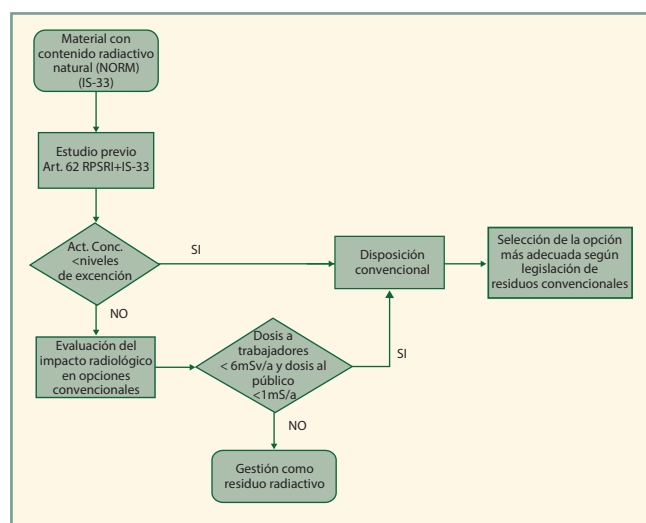 Material con
contenido radiactivo
natural (NORM)
(IS-33)
Estudio previo
Art. 62 RPSRI+IS-33
Act. Conc.
<niveles
de excención
SI
Disposición
convencional
Selección de la opción
más adecuada según
legislación de
residuos convencionales
NO
Evaluación del
impacto radiológico
en opciones
convencionales
Dosis a
trabajadores
< 6mSv/a y dosis al
público
<1mS/a
SI
NO
Gestión como
residuo radiactivo